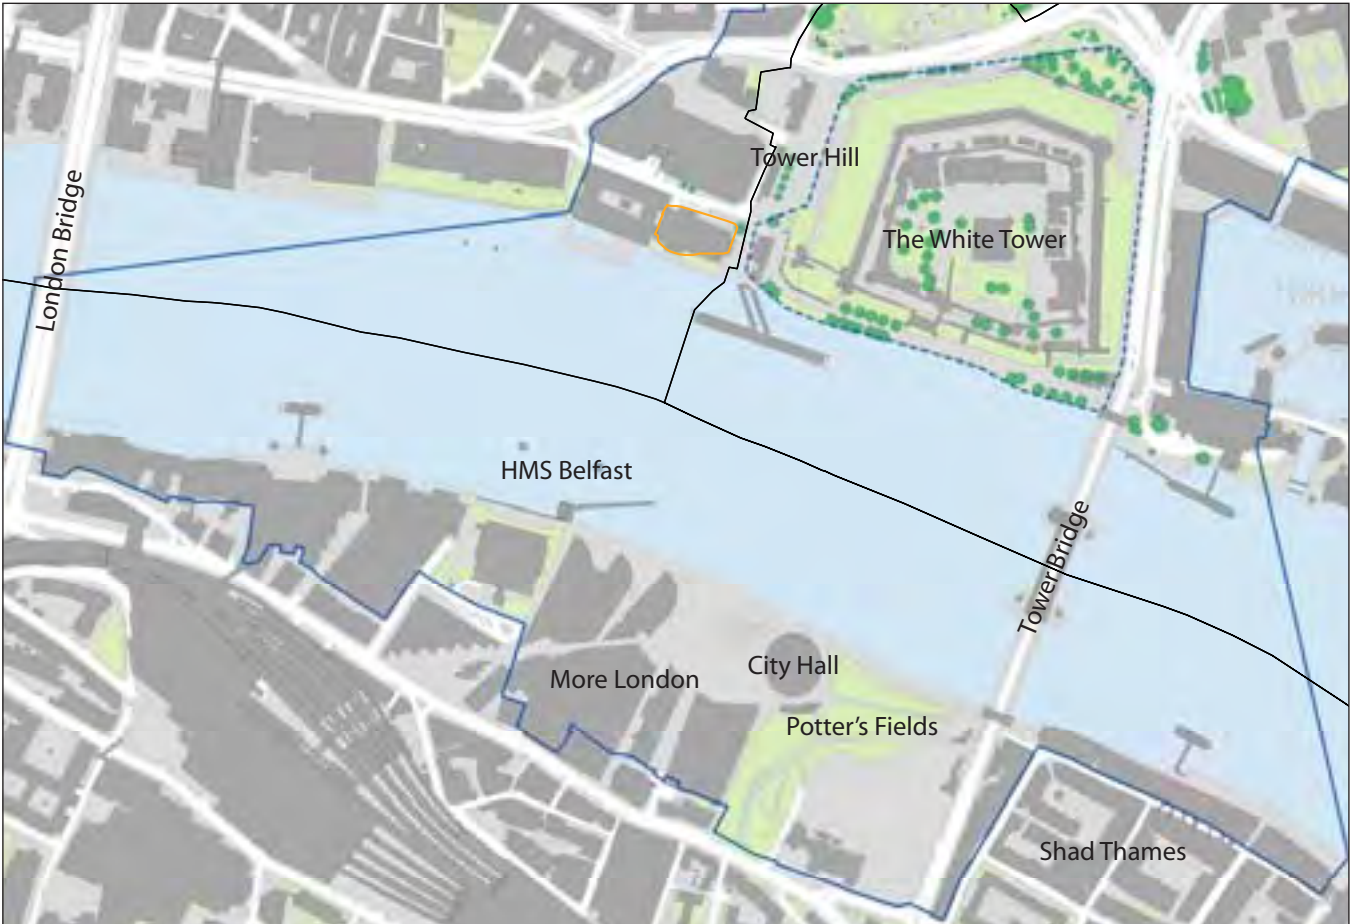 Tower Hill
London Bridge
The White Tower
HMS Belfast
Tower Bridge
City Hall
More London
Potter's Fields
Shad Thames